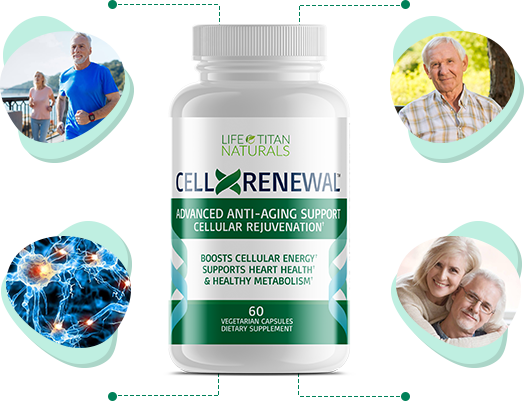 LIFE TITAN
NATURALS
CELL RENEWAL™
ADVANCED ANTI-AGING SUPPORT
CELLULAR REJUVENATION†
BOOSTS CELLULAR ENERGY†
SUPPORTS HEART HEALTH†
& HEALTHY METABOLISM†
60
VEGETARIAN CAPSULES
DIETARY SUPPLEMENT